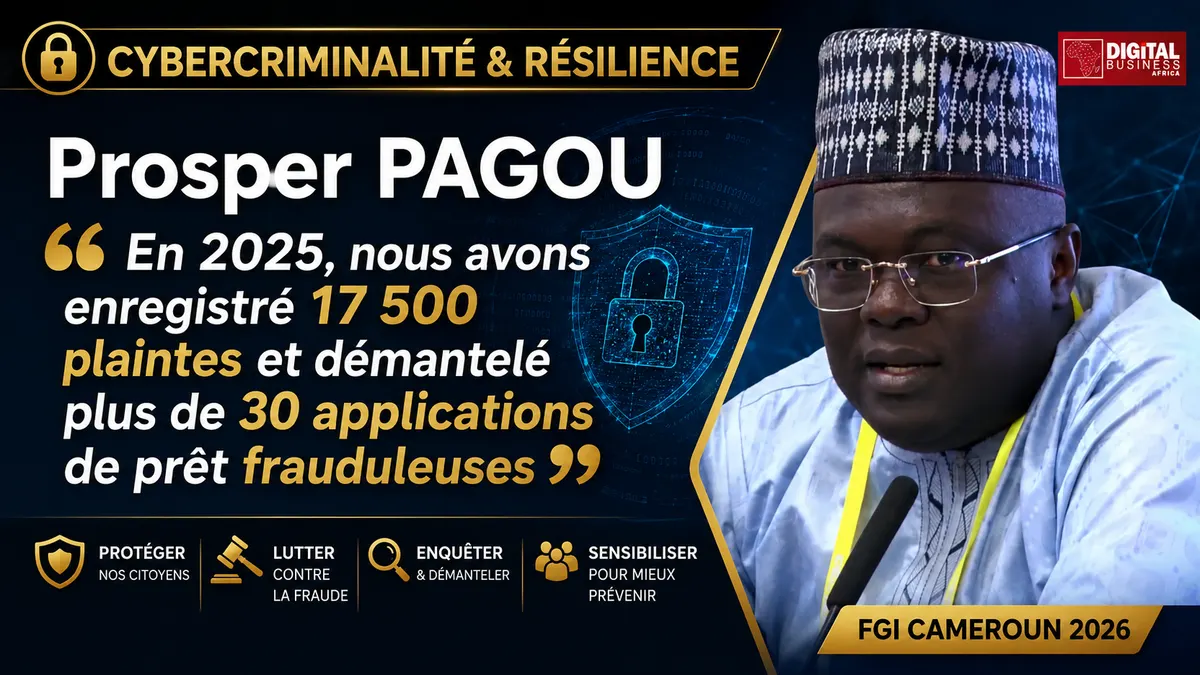 CYBERCRIMINALITÉ & RÉSILIENCE
DIGITAL
BUSINESS
AFRICA
Prosper PAGOU
“ En 2025, nous avons
enregistré 17 500
plaintes et démantelé
plus de 30 applications
de prêt frauduleuses ”
PROTÉGER
NOS CITOYENS
LUTTER
CONTRE
LA FRAUDE
ENQUÊTER
& DÉMANTELER
SENSIBILISER
POUR MIEUX
PRÉVENIR
FGI CAMEROUN 2026